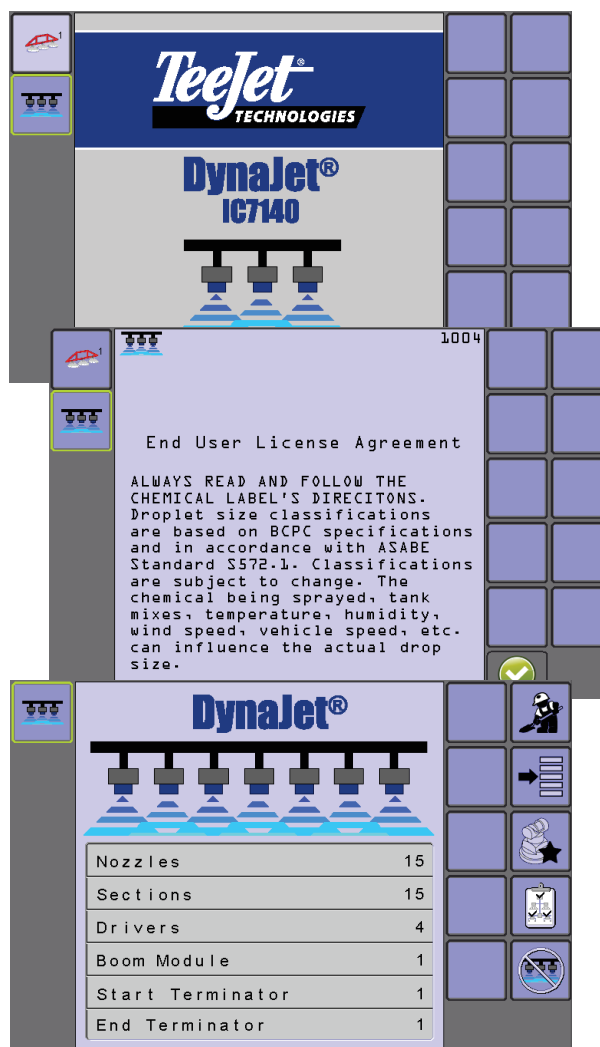 1
TeeJet®
TECHNOLOGIES
DynaJet®
IC7140
1
1004
End User License Agreement
ALWAYS READ AND FOLLOW THE
CHEMICAL LABEL'S DIRECITONS.
Droplet size classifications
are based on BCPC specifications
and in accordance with ASABE
Standard S572.1. Classifications
are subject to change. The
chemical being sprayed, tank
mixes, temperature, humidity,
wind speed, vehicle speed, etc.
can influence the actual drop
size.
DynaJet®
Nozzles 15
Sections 15
Drivers 4
Boom Module 1
Start Terminator 1
End Terminator 1